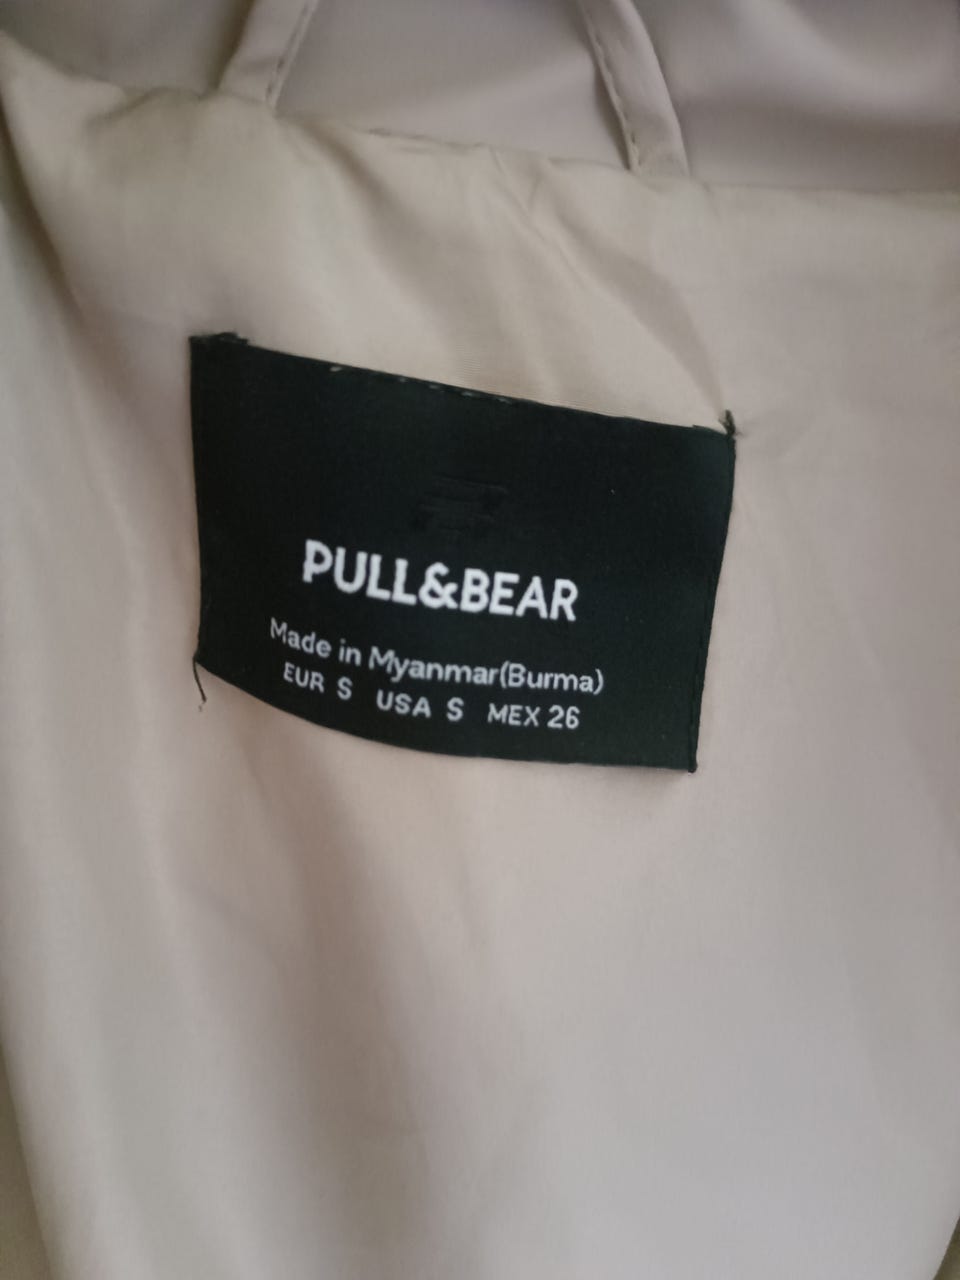 PULL&BEAR
Made in Myanmar(Burma)
EUR S USA S MEX 26